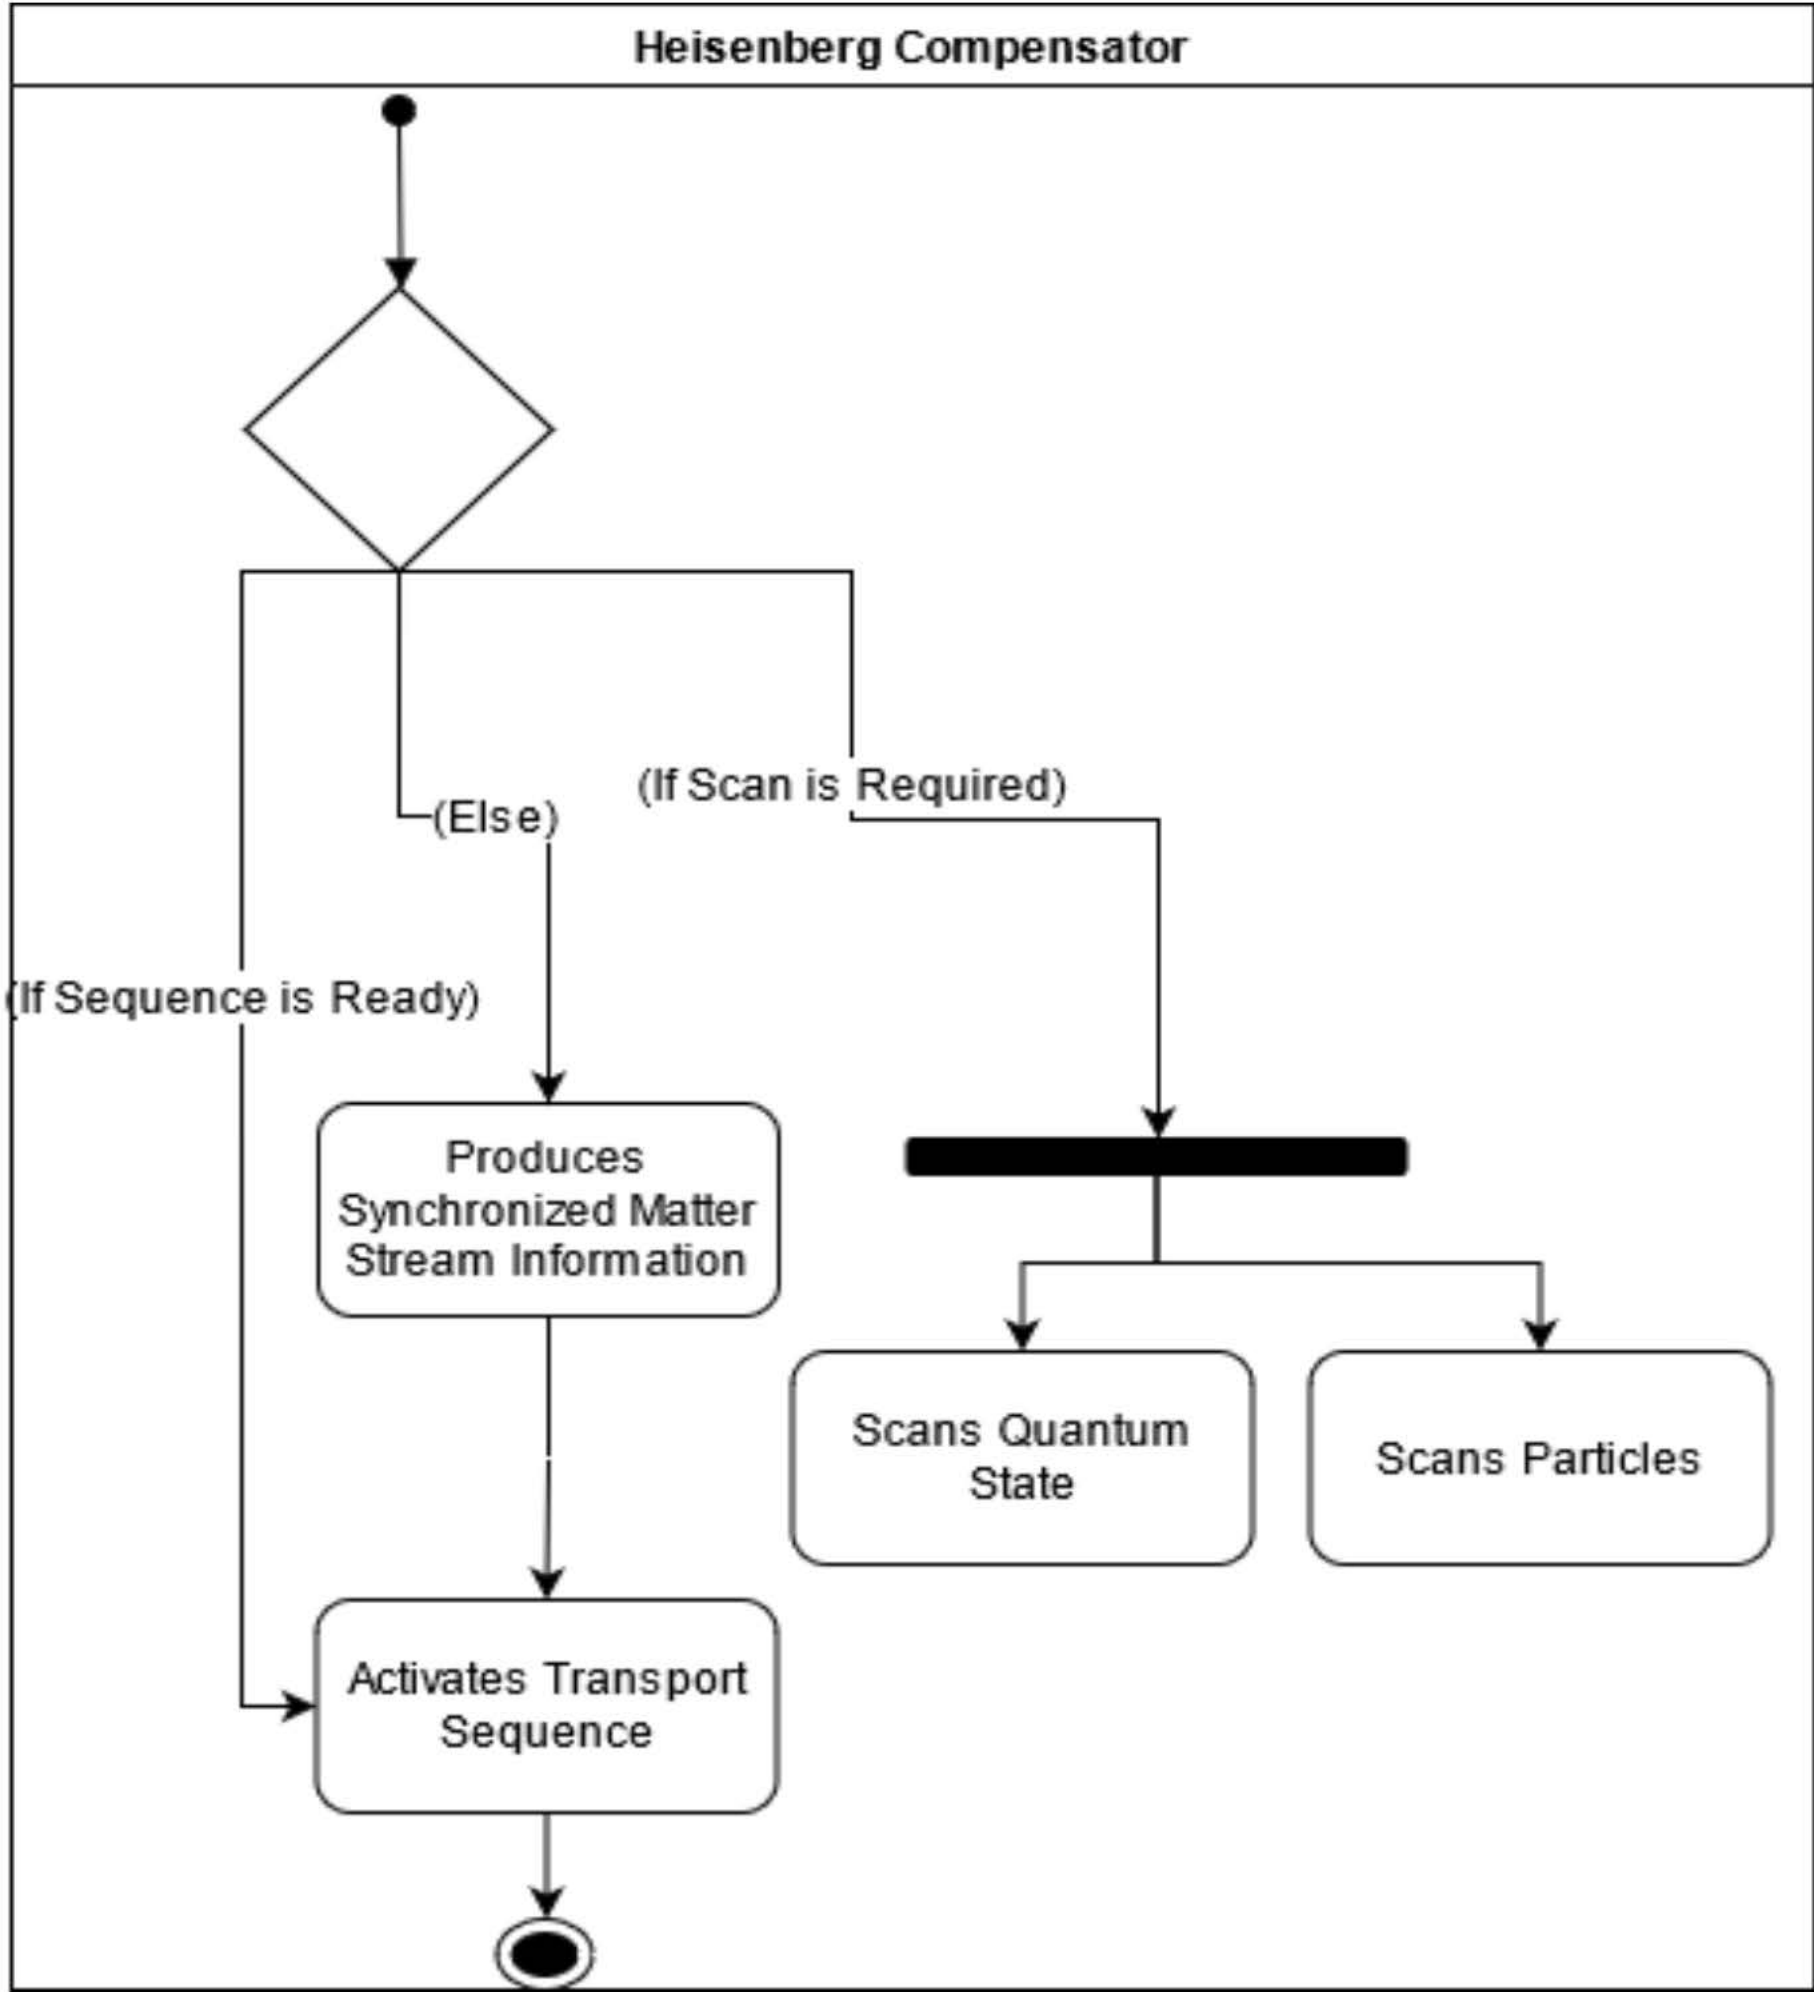 Heisenberg Compensator
(If Scan is Required)
(Else)
(If Sequence is Ready)
Produces
Synchronized Matter
Stream Information
Scans Quantum
State
Scans Particles
Activates Transport
Sequence